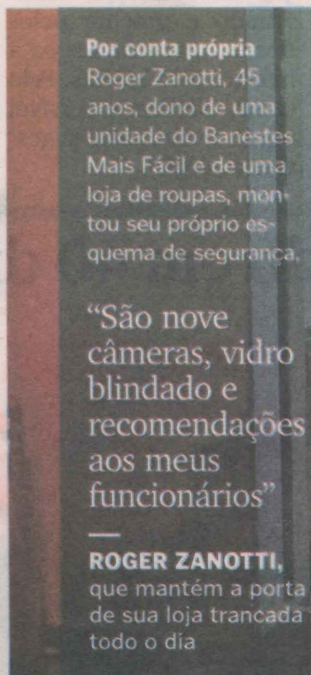 Por conta própria
Roger Zanotti, 45
anos, dono de uma
unidade do Banestes
Mais Fácil e de uma
loja de roupas, mon-
tou seu próprio es-
quema de segurança.
“São nove
câmeras, vidro
blindado e
recomendações
aos meus
funcionários”
ROGER ZANOTTI,
que mantém a porta
de sua loja trancada
todo o dia